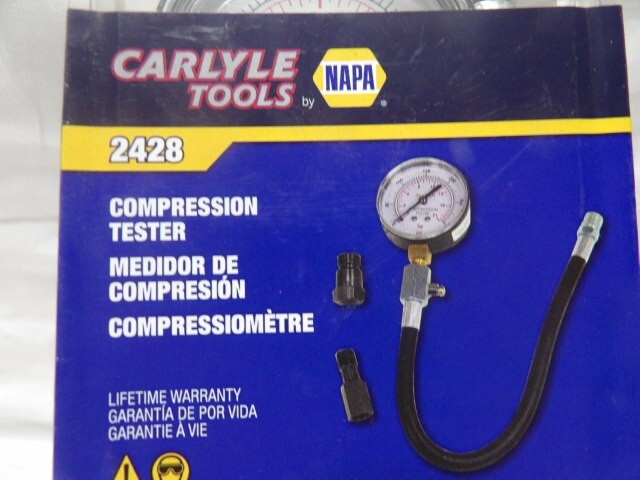 CARLYLE
TOOLS by NAPA ®
2428
COMPRESSION
TESTER
MEDIDOR DE
COMPRESIÓN
COMPRESSIOMÈTRE
LIFETIME WARRANTY
GARANTÍA DE POR VIDA
GARANTIE À VIE